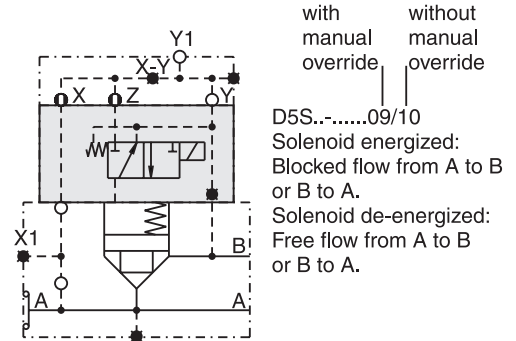 with without
manual manual
override override
Y1
X-Y
X Z Y
D5S..-......09/10
Solenoid energized:
Blocked flow from A to B
or B to A.
Solenoid de-energized:
Free flow from A to B
or B to A.
X1
B
A A